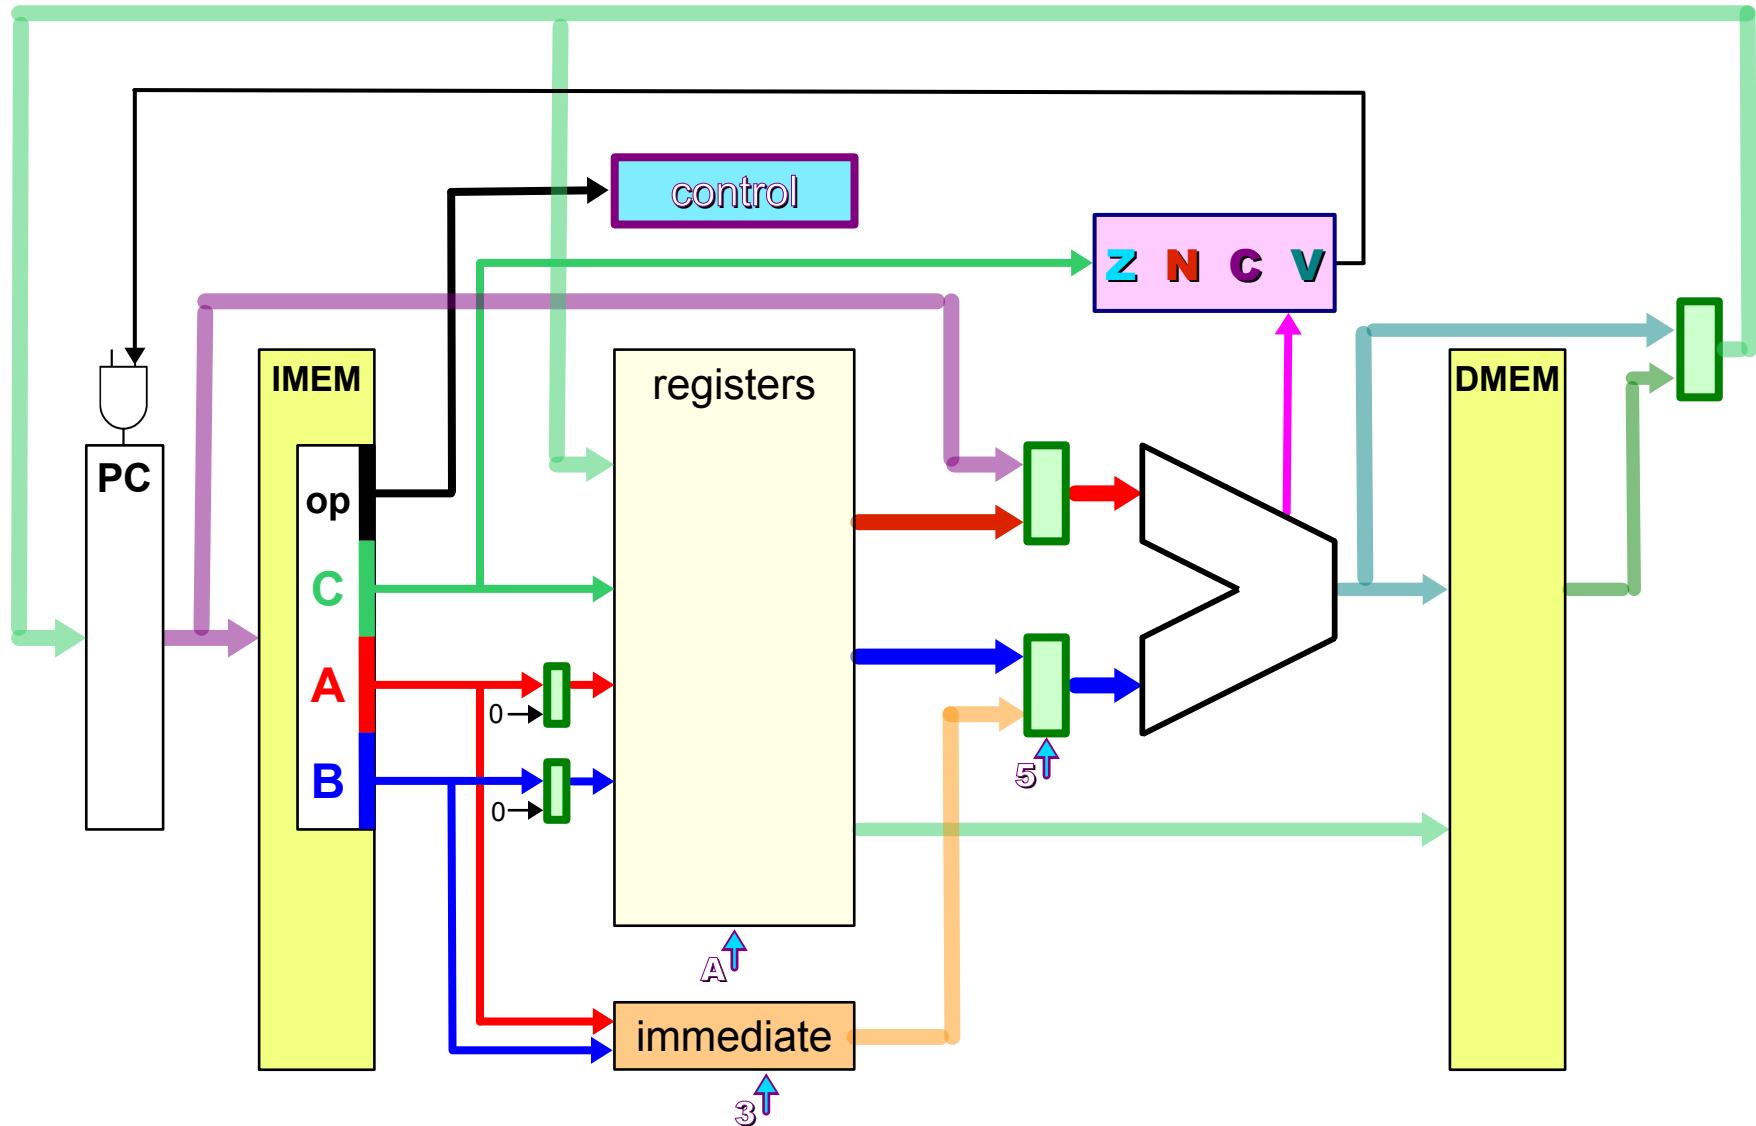 control
Z N C V
IMEM
registers
DMEM
PC
op
C
A
0
B
0
5
A
immediate
3